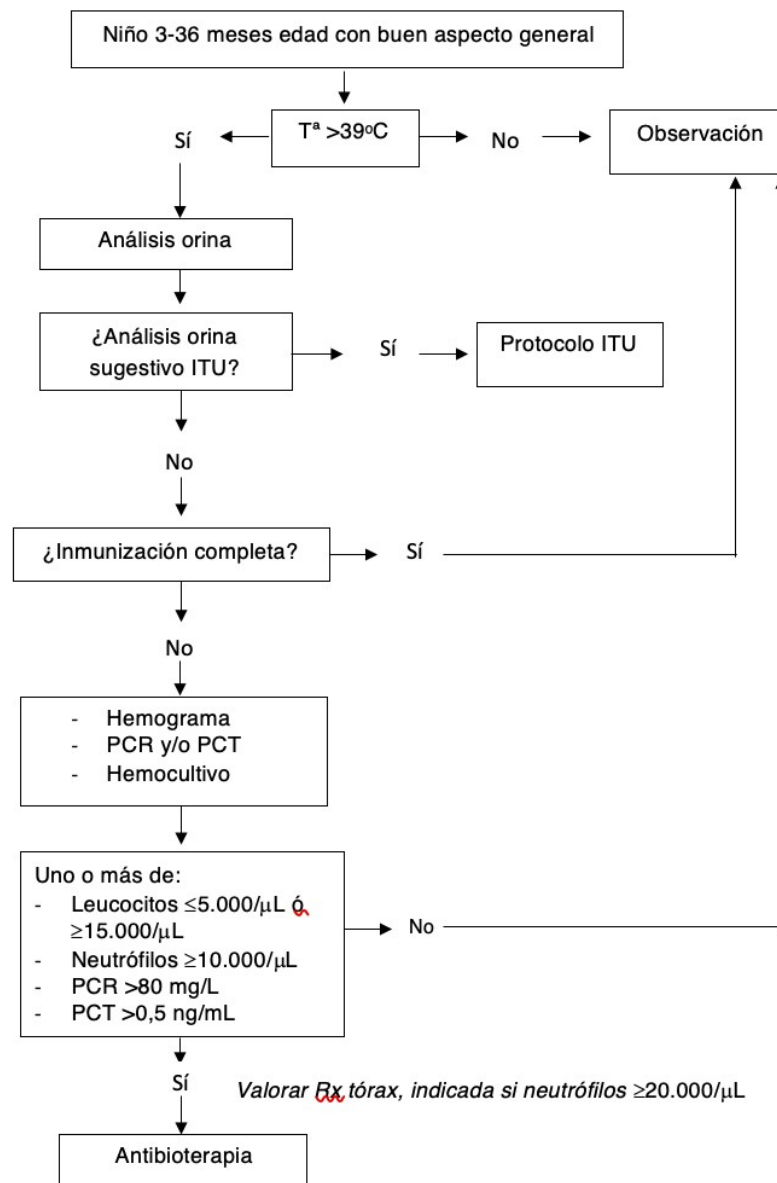 Niño 3-36 meses edad con buen aspecto general
Sí
Tª >39ºC
No
Observación
Análisis orina
¿Análisis orina
sugestivo ITU?
Sí
Protocolo ITU
No
¿Inmunización completa?
Sí
No
- Hemograma
- PCR y/o PCT
- Hemocultivo
Uno o más de:
- Leucocitos ≤5.000/µL ó
≥15.000/µL
- Neutrófilos ≥10.000/µL
- PCR >80 mg/L
- PCT >0,5 ng/mL
No
Sí
Valorar Rx tórax, indicada si neutrófilos ≥20.000/µL
Antibioterapia